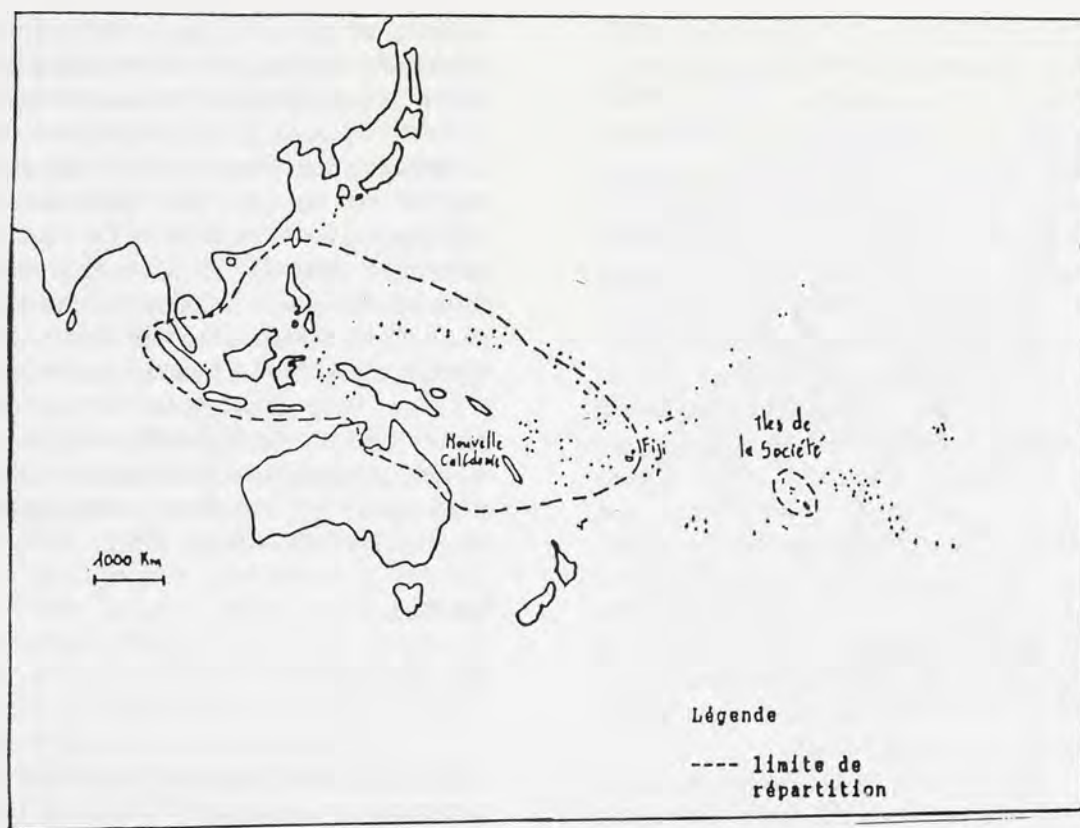 Iles de
la Société
Nouvelle
Calédonie
Fiji
1000 Km
Légende
---- limite de
répartition